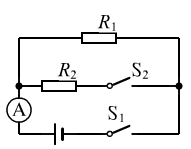 R₁
R₂ S₂
A S₁